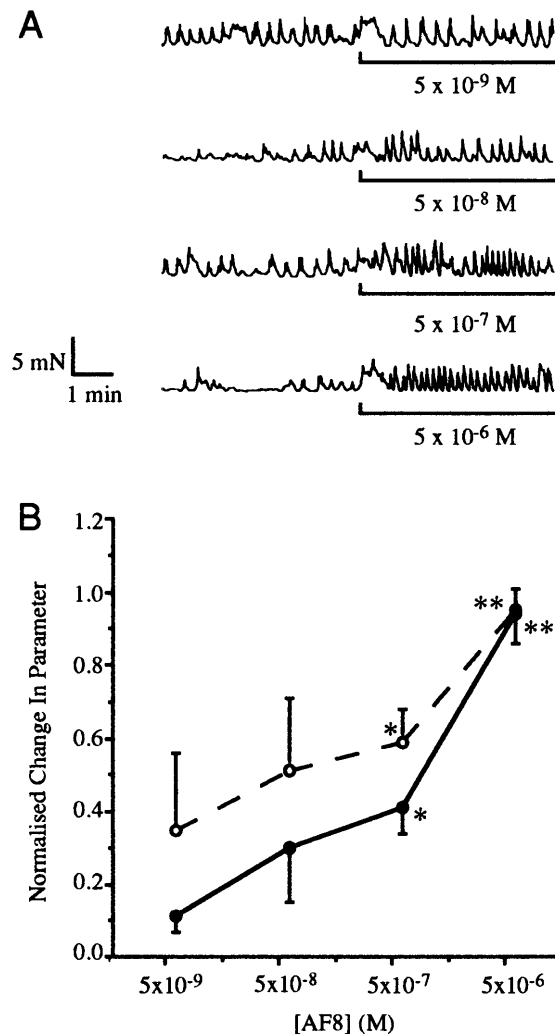 A
5 x 10⁻⁹ M
5 x 10⁻⁸ M
5 x 10⁻⁷ M
5 mN
1 min
5 x 10⁻⁶ M
B
1.2
1.0
0.8
0.6
0.4
0.2
0.0
Normalised Change In Parameter
**
**
*
*
5x10⁻⁹
5x10⁻⁸
5x10⁻⁷
5x10⁻⁶
[AF8] (M)